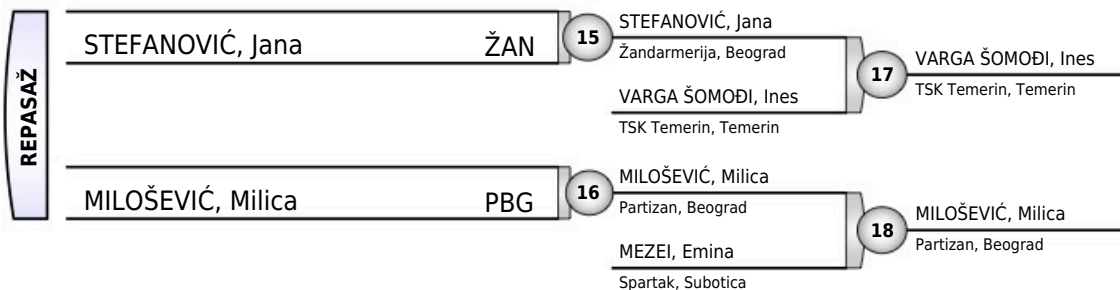 REPASAŽ
STEFANOVIĆ, Jana ŽAN
15
STEFANOVIĆ, Jana
Žandarmerija, Beograd
VARGA ŠOMOĐI, Ines
TSK Temerin, Temerin
17
VARGA ŠOMOĐI, Ines
TSK Temerin, Temerin
MILOŠEVIĆ, Milica PBG
16
MILOŠEVIĆ, Milica
Partizan, Beograd
MEZEI, Emina
Spartak, Subotica
18
MILOŠEVIĆ, Milica
Partizan, Beograd